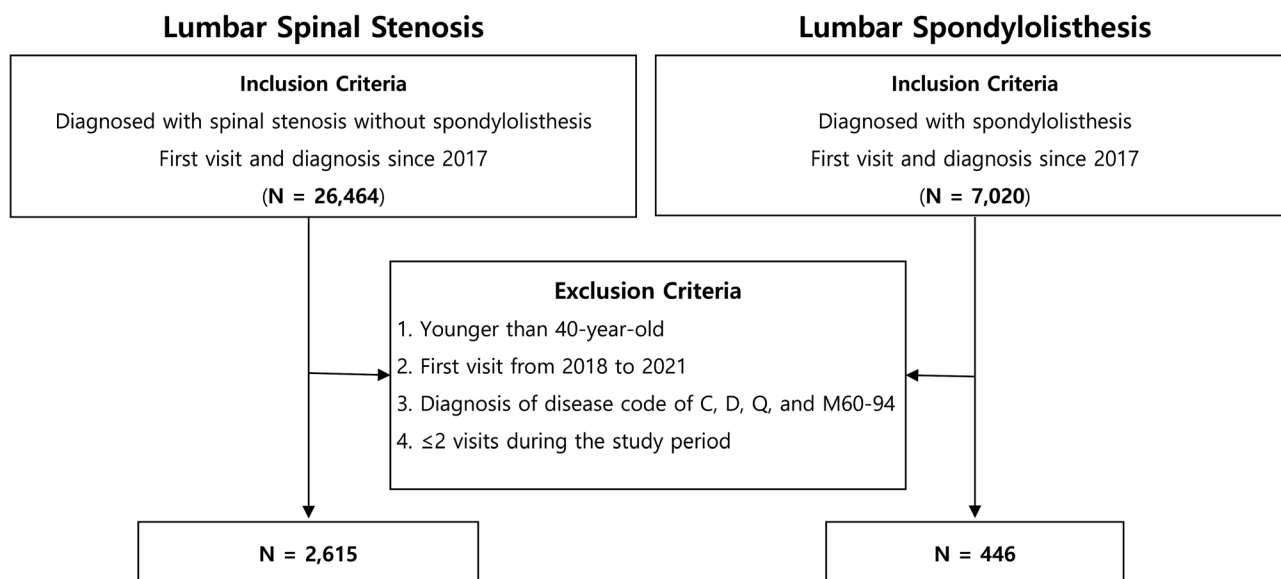 Lumbar Spinal Stenosis
Inclusion Criteria
Diagnosed with spinal stenosis without spondylolisthesis
First visit and diagnosis since 2017
(N = 26,464)
Lumbar Spondylolisthesis
Inclusion Criteria
Diagnosed with spondylolisthesis
First visit and diagnosis since 2017
(N = 7,020)
Exclusion Criteria
1. Younger than 40-year-old
2. First visit from 2018 to 2021
3. Diagnosis of disease code of C, D, Q, and M60-94
4. ≤2 visits during the study period
N = 2,615
N = 446